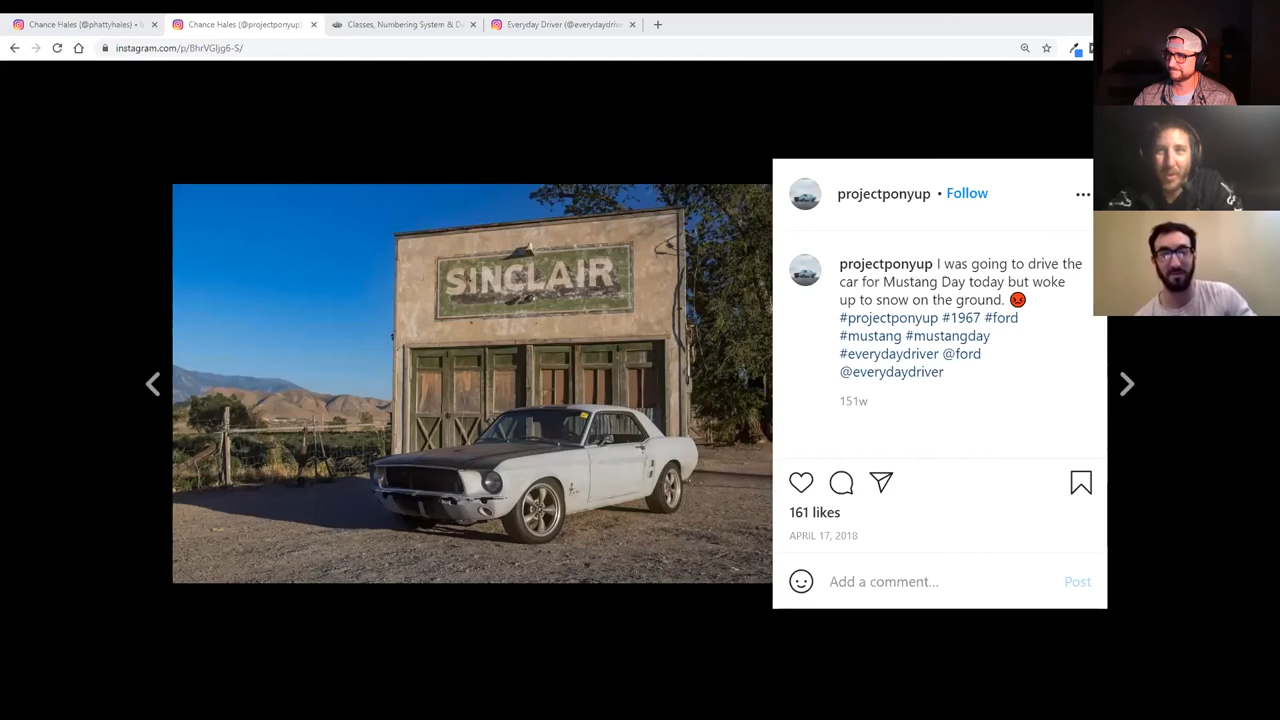 Chance Hales (@phattyhales) •
Chance Hales (@projectponyup)
Classes, Numbering System & D
Everyday Driver (@everydaydriv
instagram.com/p/BhrVGljg6-S/
SINCLAIR
projectponyup • Follow
projectponyup I was going to drive the
car for Mustang Day today but woke
up to snow on the ground. 😡
#projectponyup #1967 #ford
#mustang #mustangday
#everydaydriver @ford
@everydaydriver
151w
161 likes
APRIL 17, 2018
Add a comment... Post